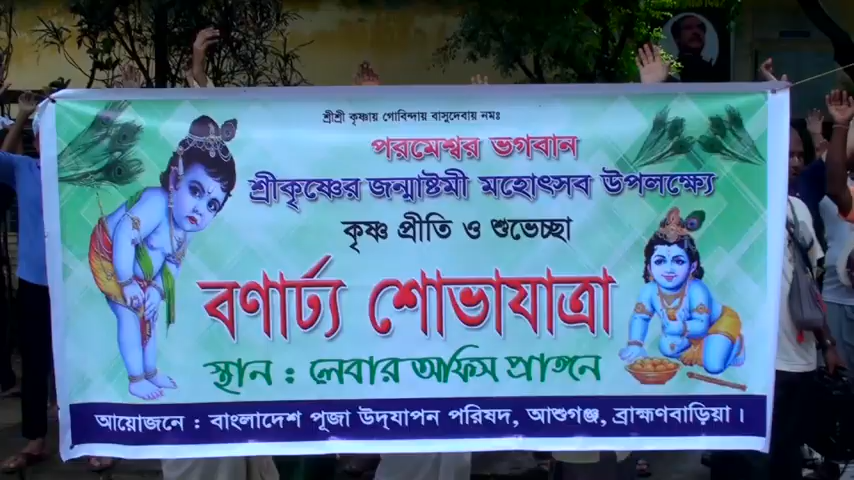 শ্রীশ্রী কৃষ্ণায় গোবিন্দায় বাসুদেবায় নমঃ
পরমেশ্বর ভগবান
শ্রীকৃষ্ণের জন্মাষ্টমী মহোৎসব উপলক্ষ্যে
কৃষ্ণ প্রীতি ও শুভেচ্ছা
বণার্ঢ্য শোভাযাত্রা
স্থান : লেবার অফিস প্রাঙ্গনে
আয়োজনে : বাংলাদেশ পূজা উদ্‌যাপন পরিষদ, আশুগঞ্জ, ব্রাহ্মণবাড়িয়া।